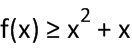 f(x) ≥ x² + x